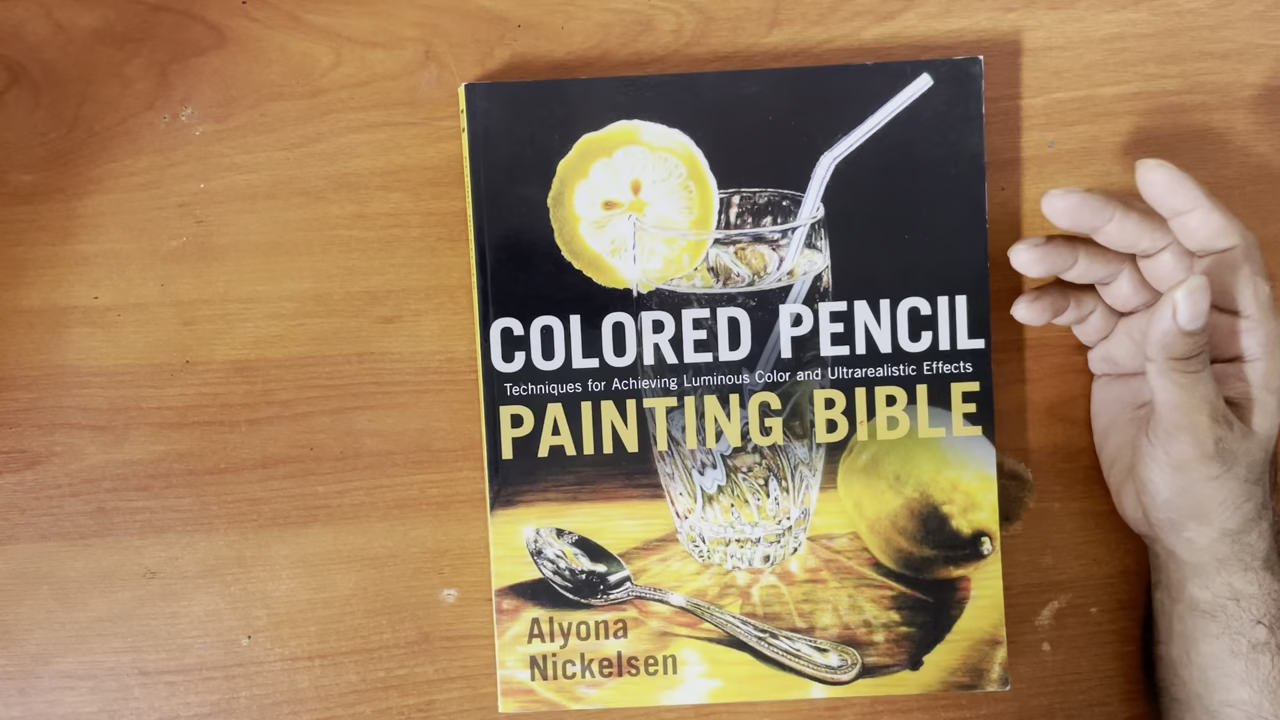 COLORED PENCIL
Techniques for Achieving Luminous Color and Ultrarealistic Effects
PAINTING BIBLE
Alyona
Nickelsen